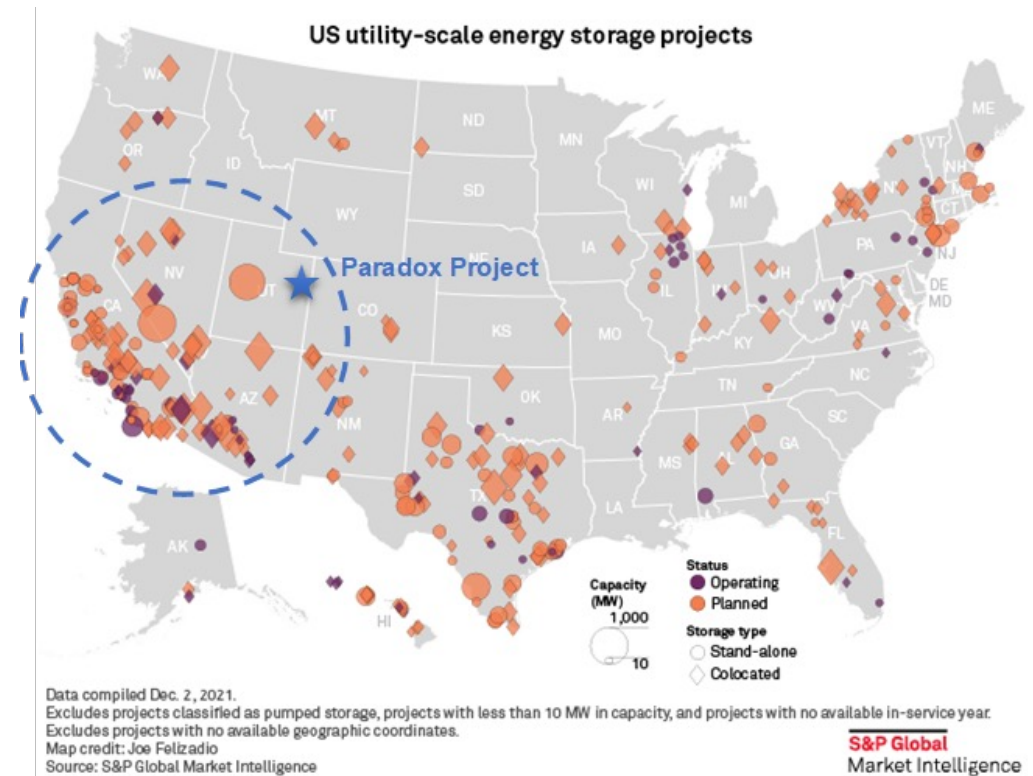 US utility-scale energy storage projects
WA
MT
ND
MN
ME
OR
ID
SD
WI
MI
VT
NH
WY
NE
IA
CT
NV
UT
Paradox Project
PA
NJ
CA
CO
IL
OH
DE
MD
KS
MO
WV
VA
KY
AZ
NM
OK
AR
TN
NC
SC
MS
AL
GA
TX
LA
FL
AK
HI
Capacity
(MW)
1,000
10
Status
Operating
Planned
Storage type
Stand-alone
Colocated
Data compiled Dec. 2, 2021.
Excludes projects classified as pumped storage, projects with less than 10 MW in capacity, and projects with no available in-service year.
Excludes projects with no available geographic coordinates.
Map credit: Joe Felizadio
Source: S&P Global Market Intelligence
S&P Global
Market Intelligence